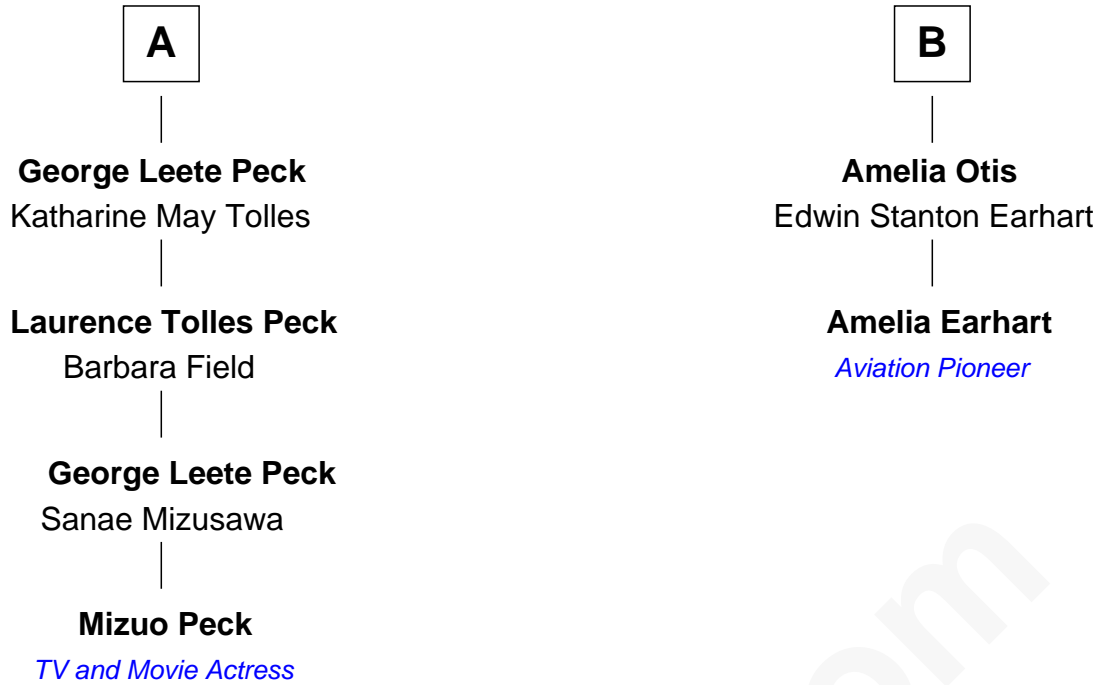 A
George Leete Peck
Katharine May Tolles
Laurence Tolles Peck
Barbara Field
George Leete Peck
Sanae Mizusawa
Mizuo Peck
TV and Movie Actress
B
Amelia Otis
Edwin Stanton Earhart
Amelia Earhart
Aviation Pioneer
om